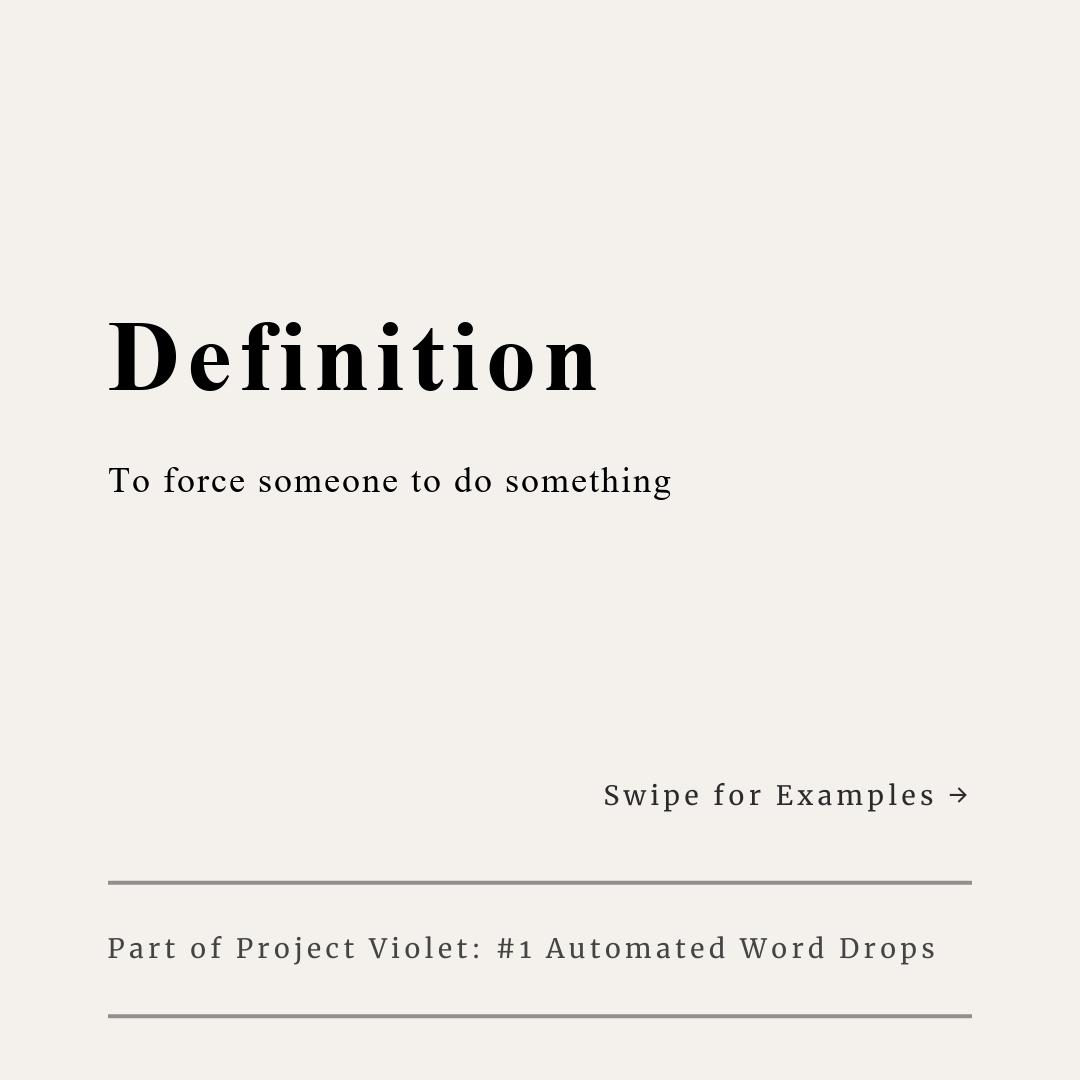 Definition
To force someone to do something
Swipe for Examples →
Part of Project Violet: #1 Automated Word Drops